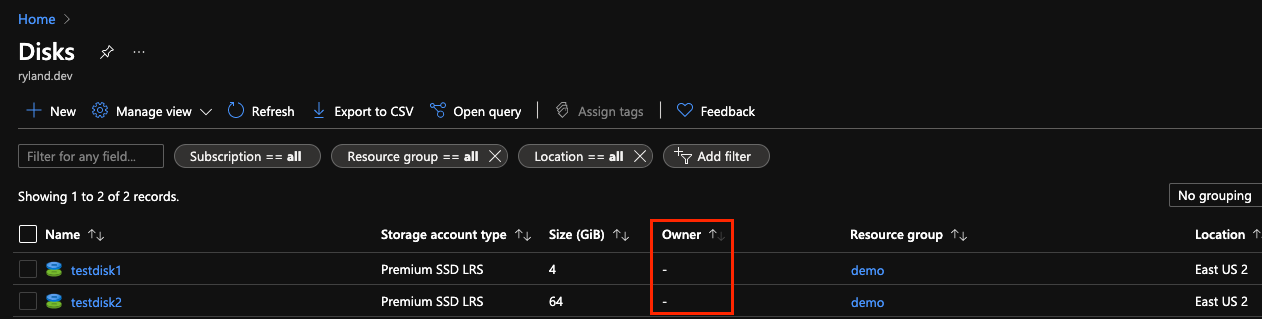 Home
Disks ...
ryland.dev
New Manage view Refresh Export to CSV Open query Assign tags Feedback
Filter for any field... Subscription == all Resource group == all Location == all Add filter
Showing 1 to 2 of 2 records.
No grouping
Name Storage account type Size (GiB) Owner Resource group Location
testdisk1 Premium SSD LRS 4 - demo East US 2
testdisk2 Premium SSD LRS 64 - demo East US 2